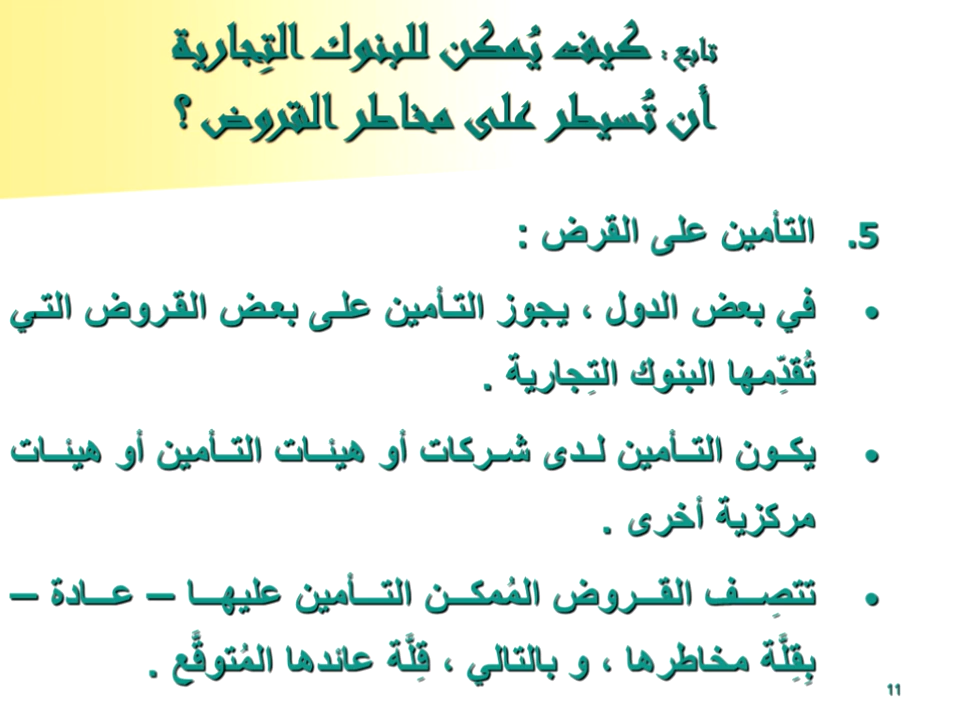 تابع : كيف يُمكن للبنوك التِجارية
أن تُسيطر على مخاطر القروض ؟
5. التأمين على القرض :
• في بعض الدول ، يجوز التأمين على بعض القروض التي
تُقدِّمها البنوك التِجارية .
• يكون التأمين لدى شركات أو هيئات التأمين أو هيئات
مركزية أخرى .
• تتصِف القروض المُمكن التأمين عليها – عادة –
بِقِلَّة مخاطرها ، و بالتالي ، قِلَّة عائدها المُتوقَّع .
11